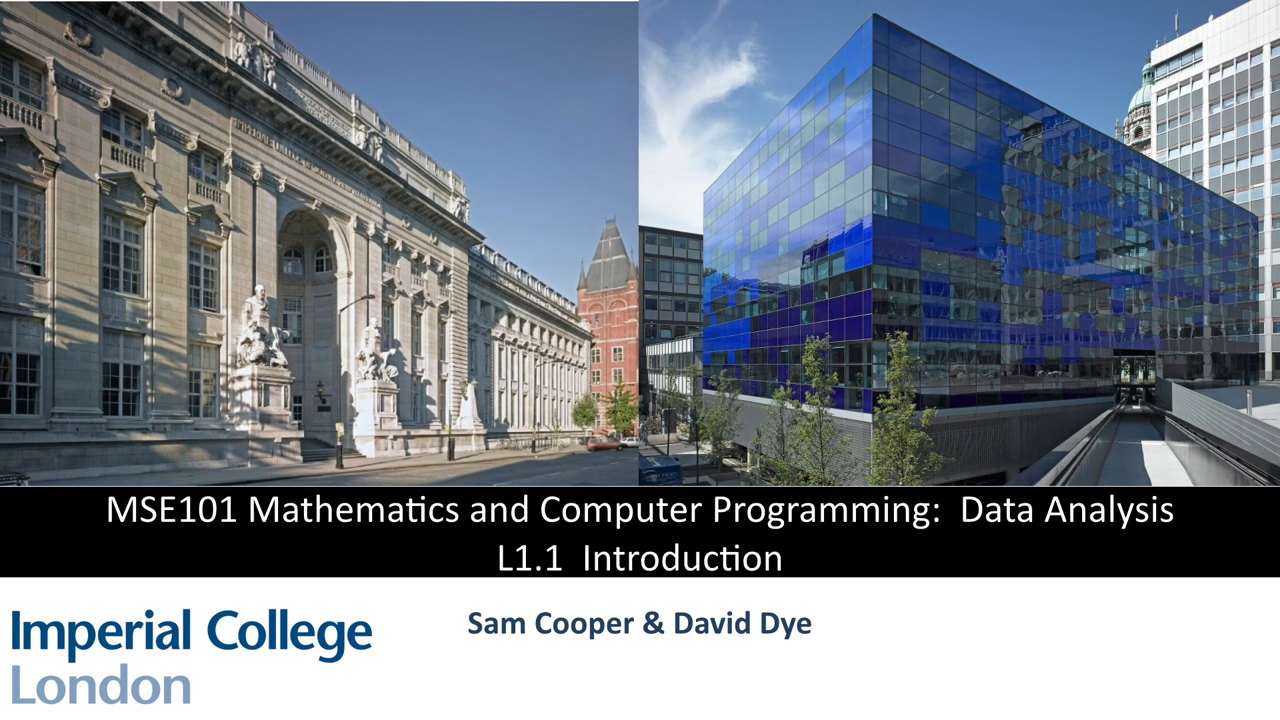 MSE101 Mathematics and Computer Programming:  Data Analysis
L1.1  Introduction
Imperial College
London
Sam Cooper & David Dye